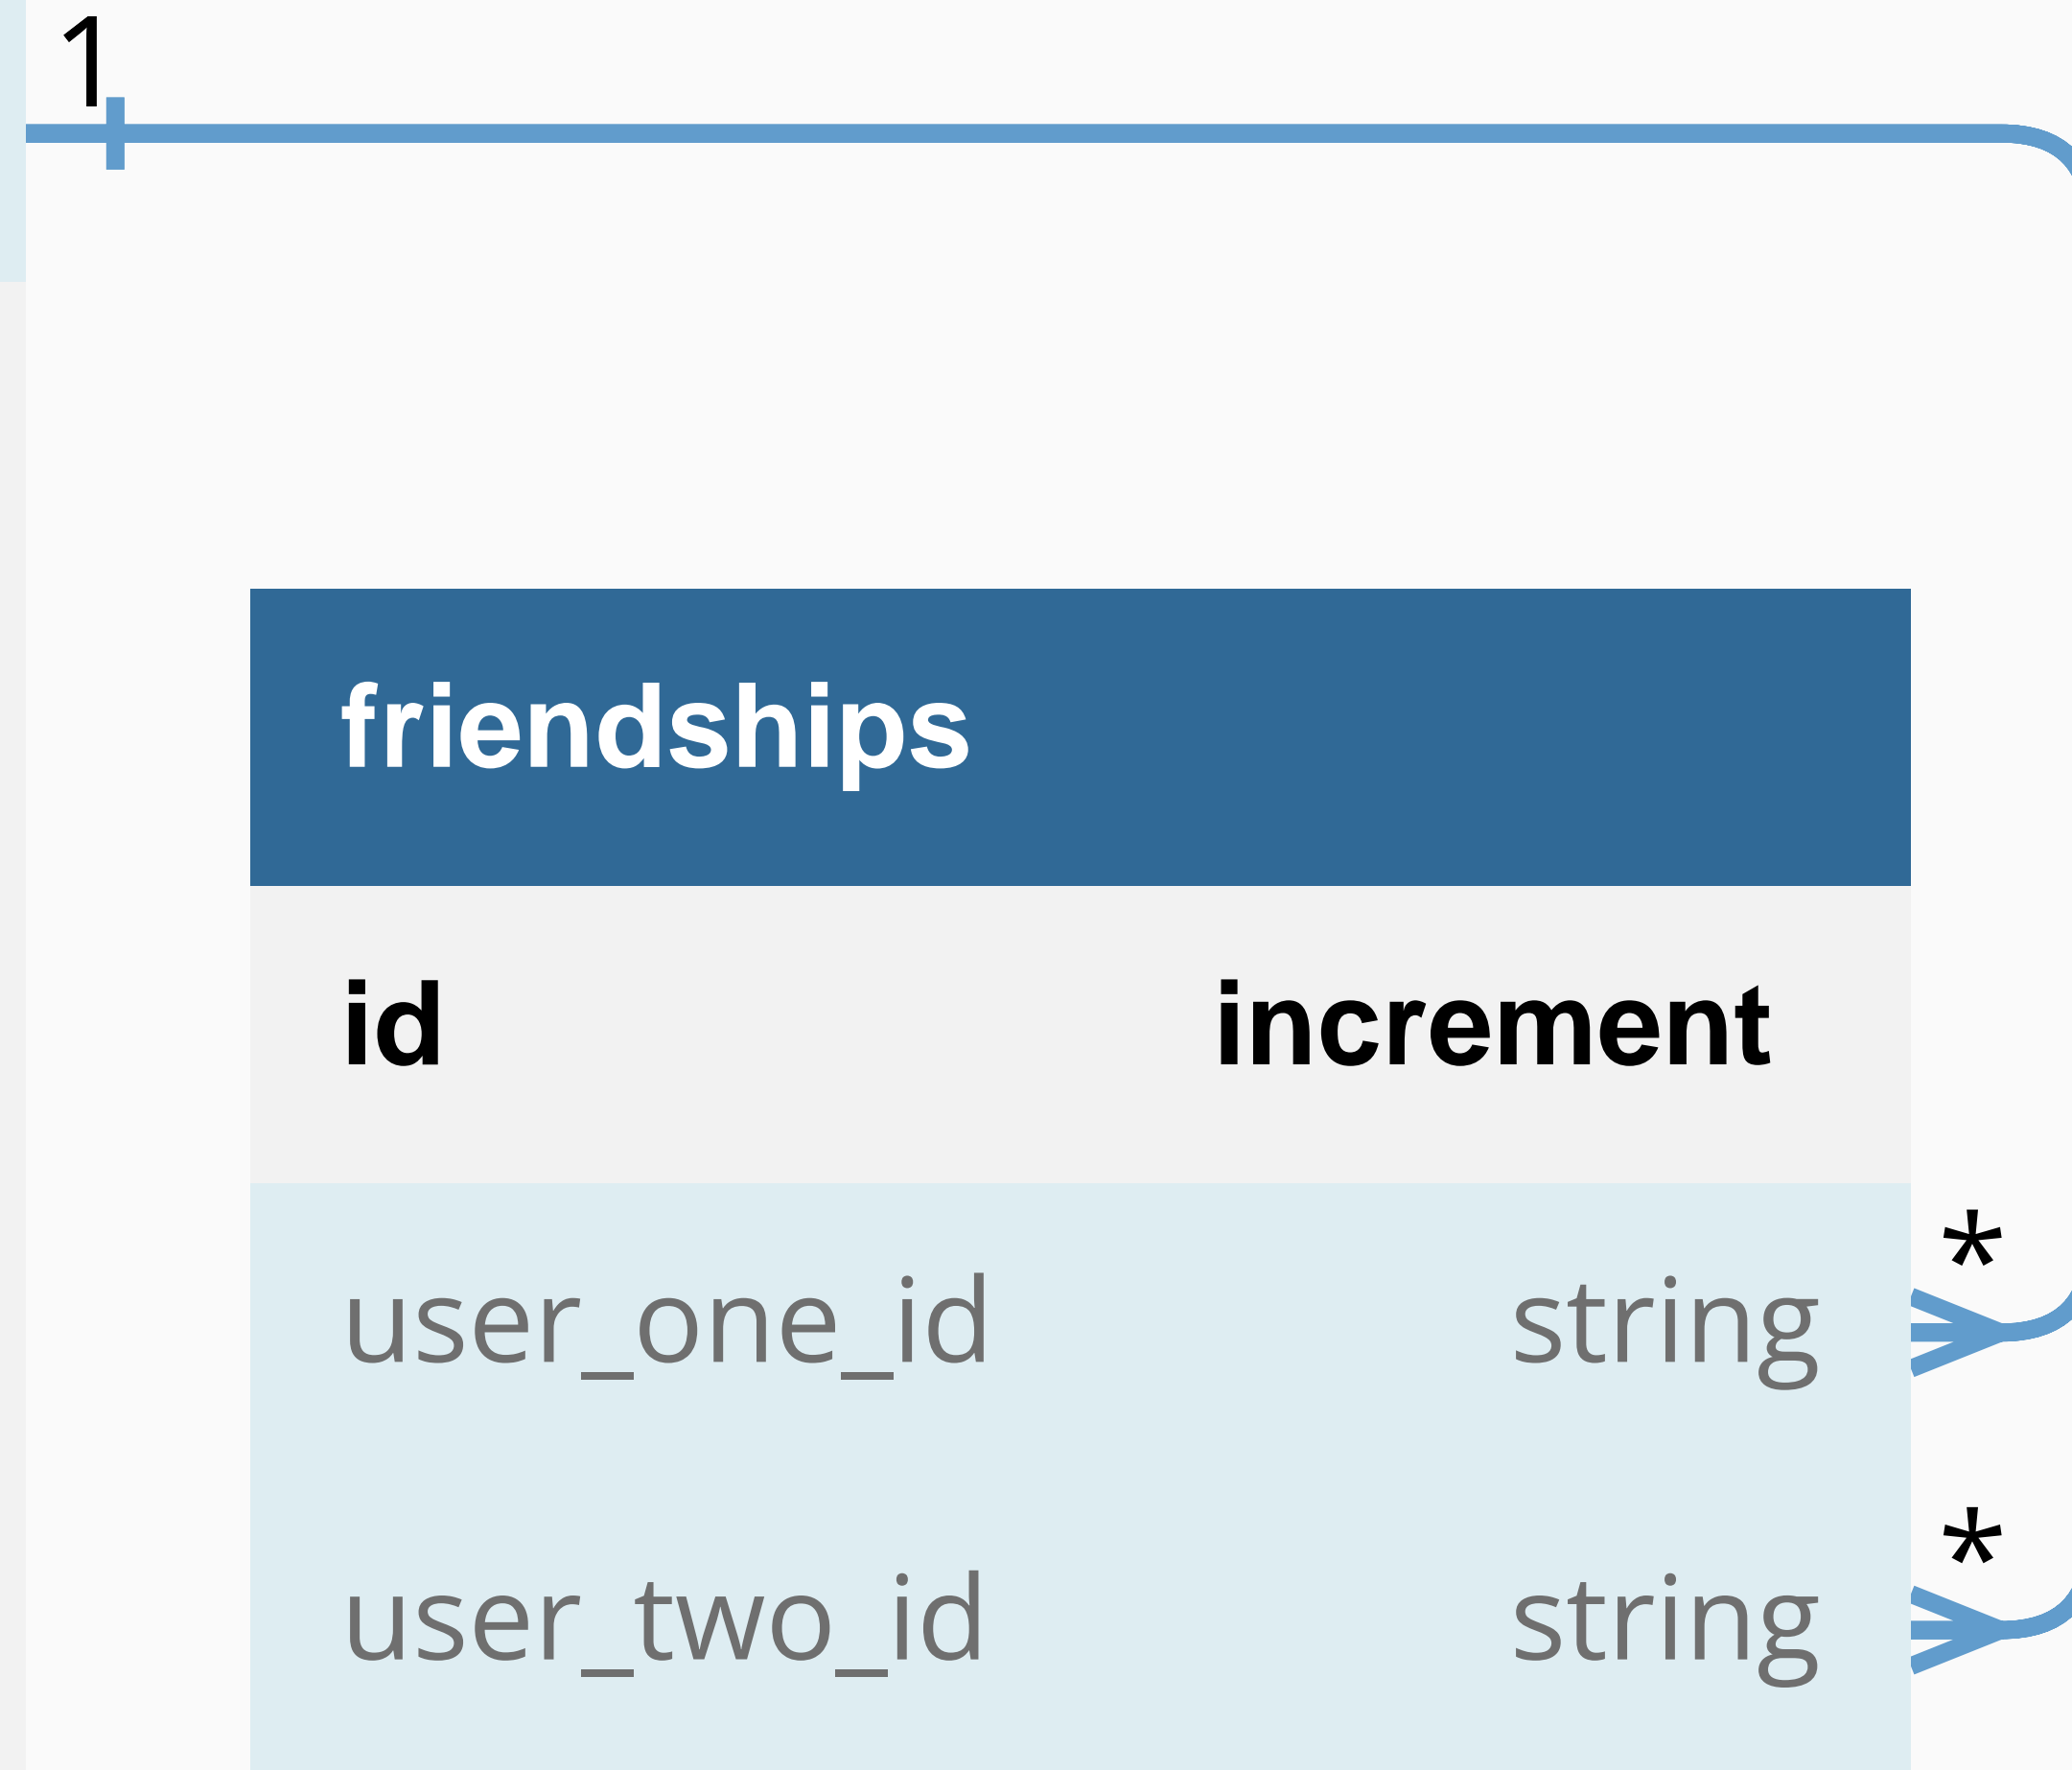 1
friendships
id increment
*
user_one_id string
*
user_two_id string